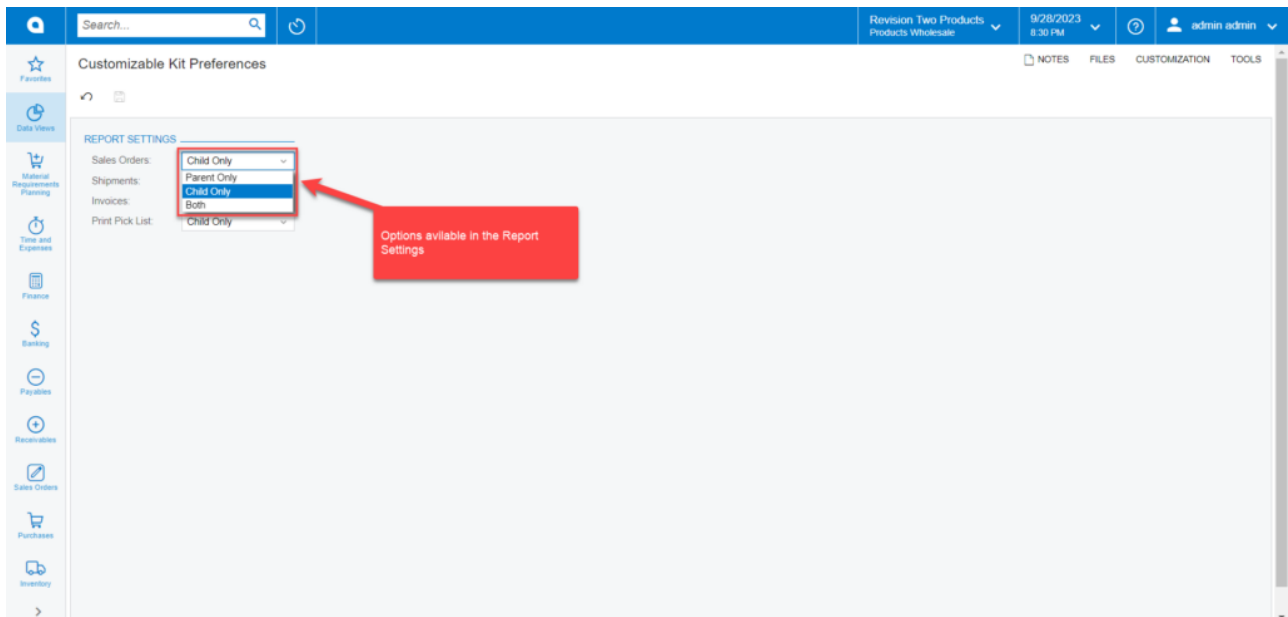 Search...
Revision Two Products
Products Wholesale
9/28/2023
8:30 PM
admin admin
Favorites
Customizable Kit Preferences
NOTES FILES CUSTOMIZATION TOOLS
Data Views
REPORT SETTINGS
Sales Orders: Child Only
Parent Only
Shipments:
Child Only
Invoices:
Both
Print Pick List: Child Only
Options avilable in the Report
Settings
Material
Requirements
Planning
Time and
Expenses
Finance
Banking
Payables
Receivables
Sales Orders
Purchases
Inventory